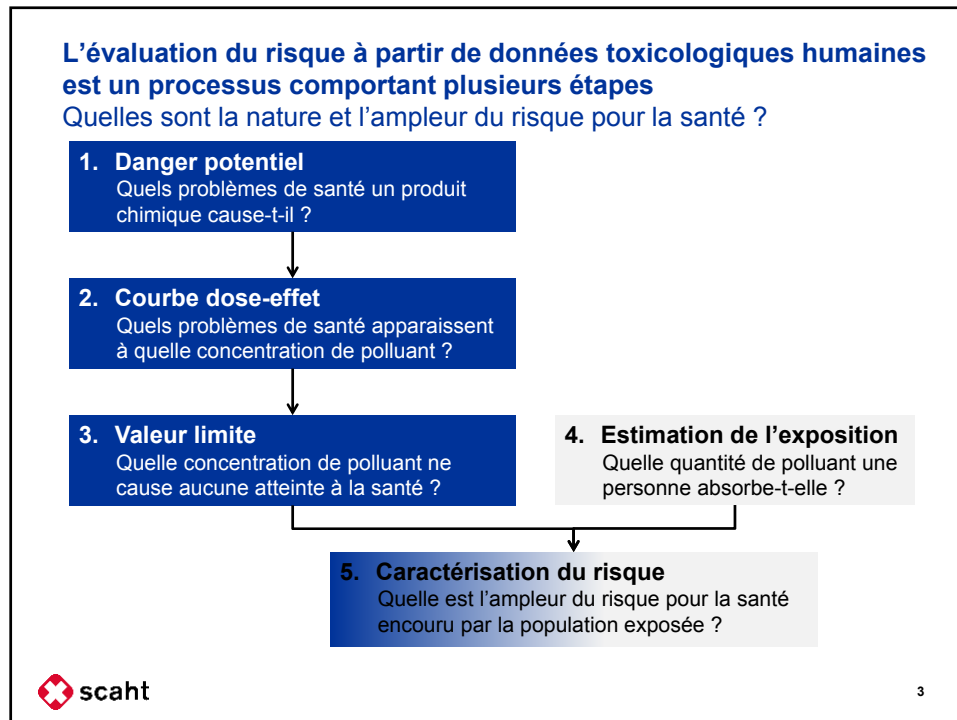 L'évaluation du risque à partir de données toxicologiques humaines
est un processus comportant plusieurs étapes
Quelles sont la nature et l'ampleur du risque pour la santé ?
1. Danger potentiel
Quels problèmes de santé un produit
chimique cause-t-il ?
2. Courbe dose-effet
Quels problèmes de santé apparaissent
à quelle concentration de polluant ?
3. Valeur limite
Quelle concentration de polluant ne
cause aucune atteinte à la santé ?
4. Estimation de l'exposition
Quelle quantité de polluant une
personne absorbe-t-elle ?
5. Caractérisation du risque
Quelle est l'ampleur du risque pour la santé
encouru par la population exposée ?
scaht
3